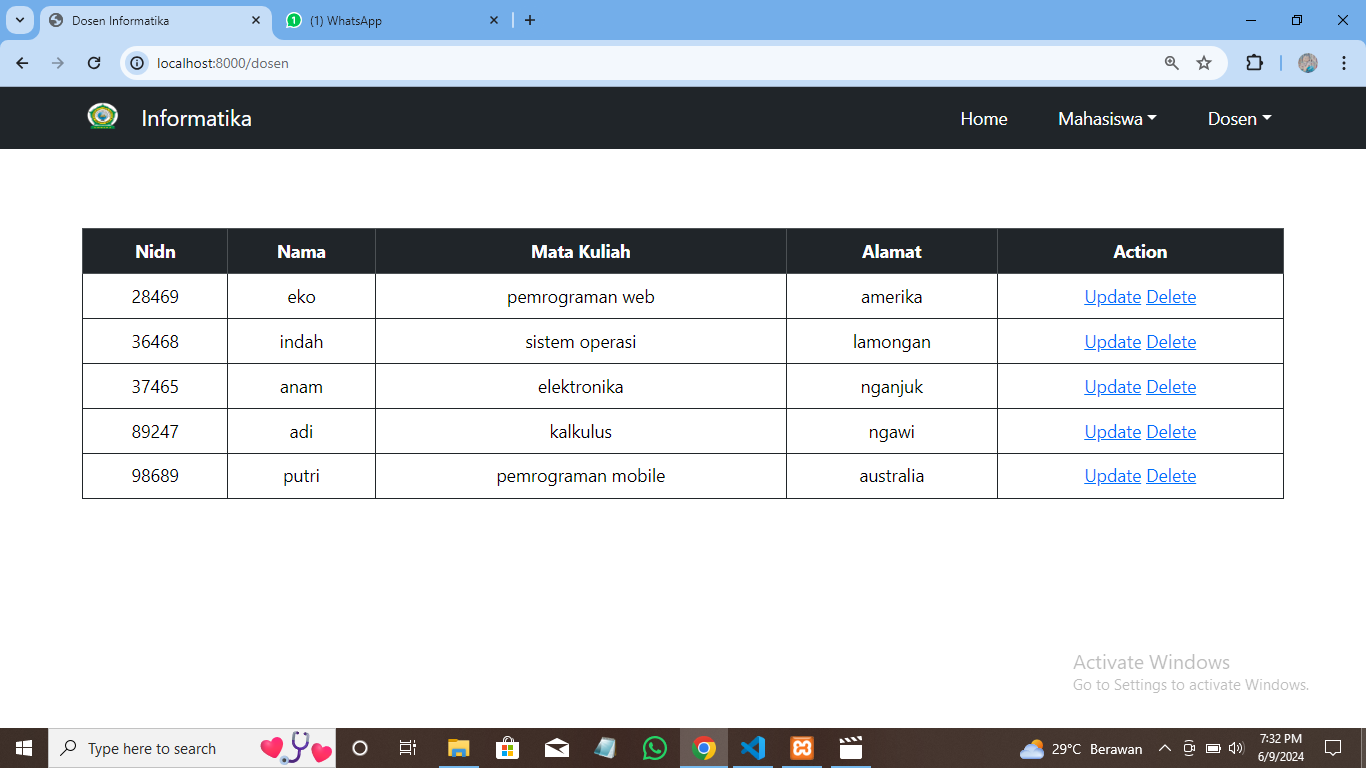 Dosen Informatika
(1) WhatsApp
localhost:8000/dosen
Informatika Home Mahasiswa Dosen
Nidn Nama Mata Kuliah Alamat Action
28469 eko pemrograman web amerika Update Delete
36468 indah sistem operasi lamongan Update Delete
37465 anam elektronika nganjuk Update Delete
89247 adi kalkulus ngawi Update Delete
98689 putri pemrograman mobile australia Update Delete
Activate Windows
Go to Settings to activate Windows.
Type here to search
29°C Berawan
7:32 PM
6/9/2024